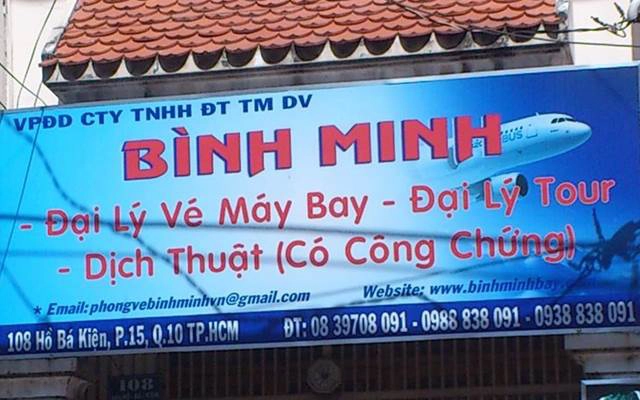 VPĐD CTY TNHH ĐT TM DV
BÌNH MINH
- Đại Lý Vé Máy Bay - Đại Lý Tour
- Dịch Thuật (Có Công Chứng)
* Email: phongvebinhminhvn@gmail.com Website: www.binhminhbay.
108 Hồ Bá Kiện, P.15, Q.10 TP.HCM ĐT: 08 39708 091 - 0988 838 091 - 0938 838 091
108